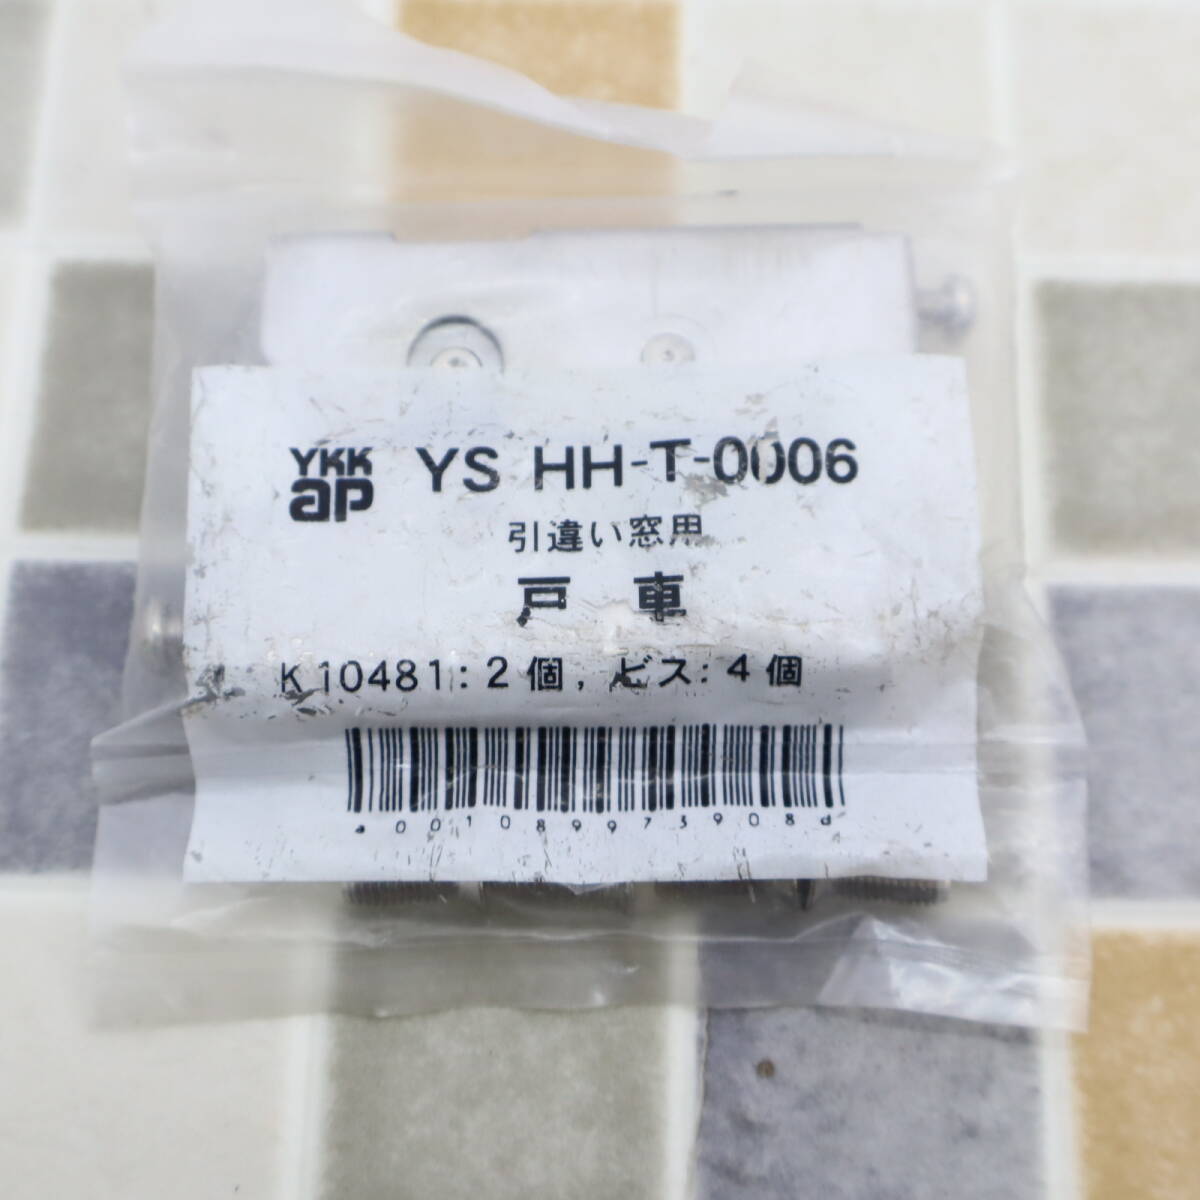 YKK ap YS HH-T-0006
引違い窓用
戸車
K10481:2個,ビス:4個
a001089973908d